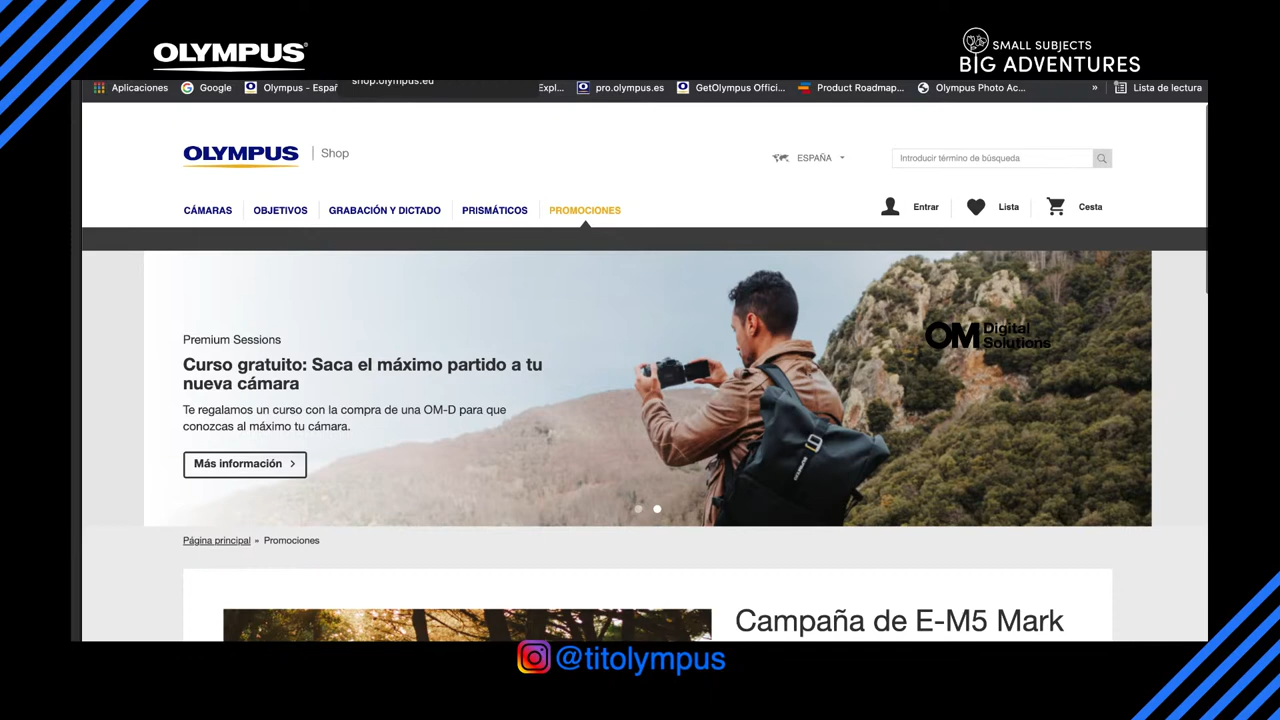 OLYMPUS®
SMALL SUBJECTS
BIG ADVENTURES
shop.olympus.eu
Aplicaciones Google Olympus - Españ Expl... pro.olympus.es GetOlympus Offici... Product Roadmap... Olympus Photo Ac... » Lista de lectura
OLYMPUS | Shop
ESPAÑA
Introducir término de búsqueda
CÁMARAS OBJETIVOS GRABACIÓN Y DICTADO PRISMÁTICOS PROMOCIONES
Entrar Lista Cesta
OM Digital
Solutions
Premium Sessions
Curso gratuito: Saca el máximo partido a tu
nueva cámara
Te regalamos un curso con la compra de una OM-D para que
conozcas al máximo tu cámara.
Más información >
Página principal » Promociones
Campaña de E-M5 Mark
@titolympus